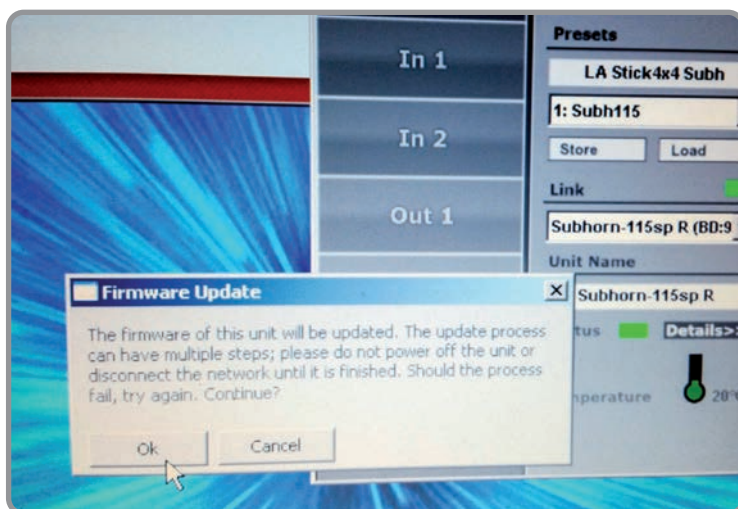 In 1
In 2
Out 1
Presets
LA Stick4x4 Subh
1: Subh115
Store
Load
Link
Subhorn-115sp R (BD:9
Unit Name
Subhorn-115sp R
tus
Details>>
perature
20°
Firmware Update
The firmware of this unit will be updated. The update process
can have multiple steps; please do not power off the unit or
disconnect the network until it is finished. Should the process
fail, try again. Continue?
Ok
Cancel